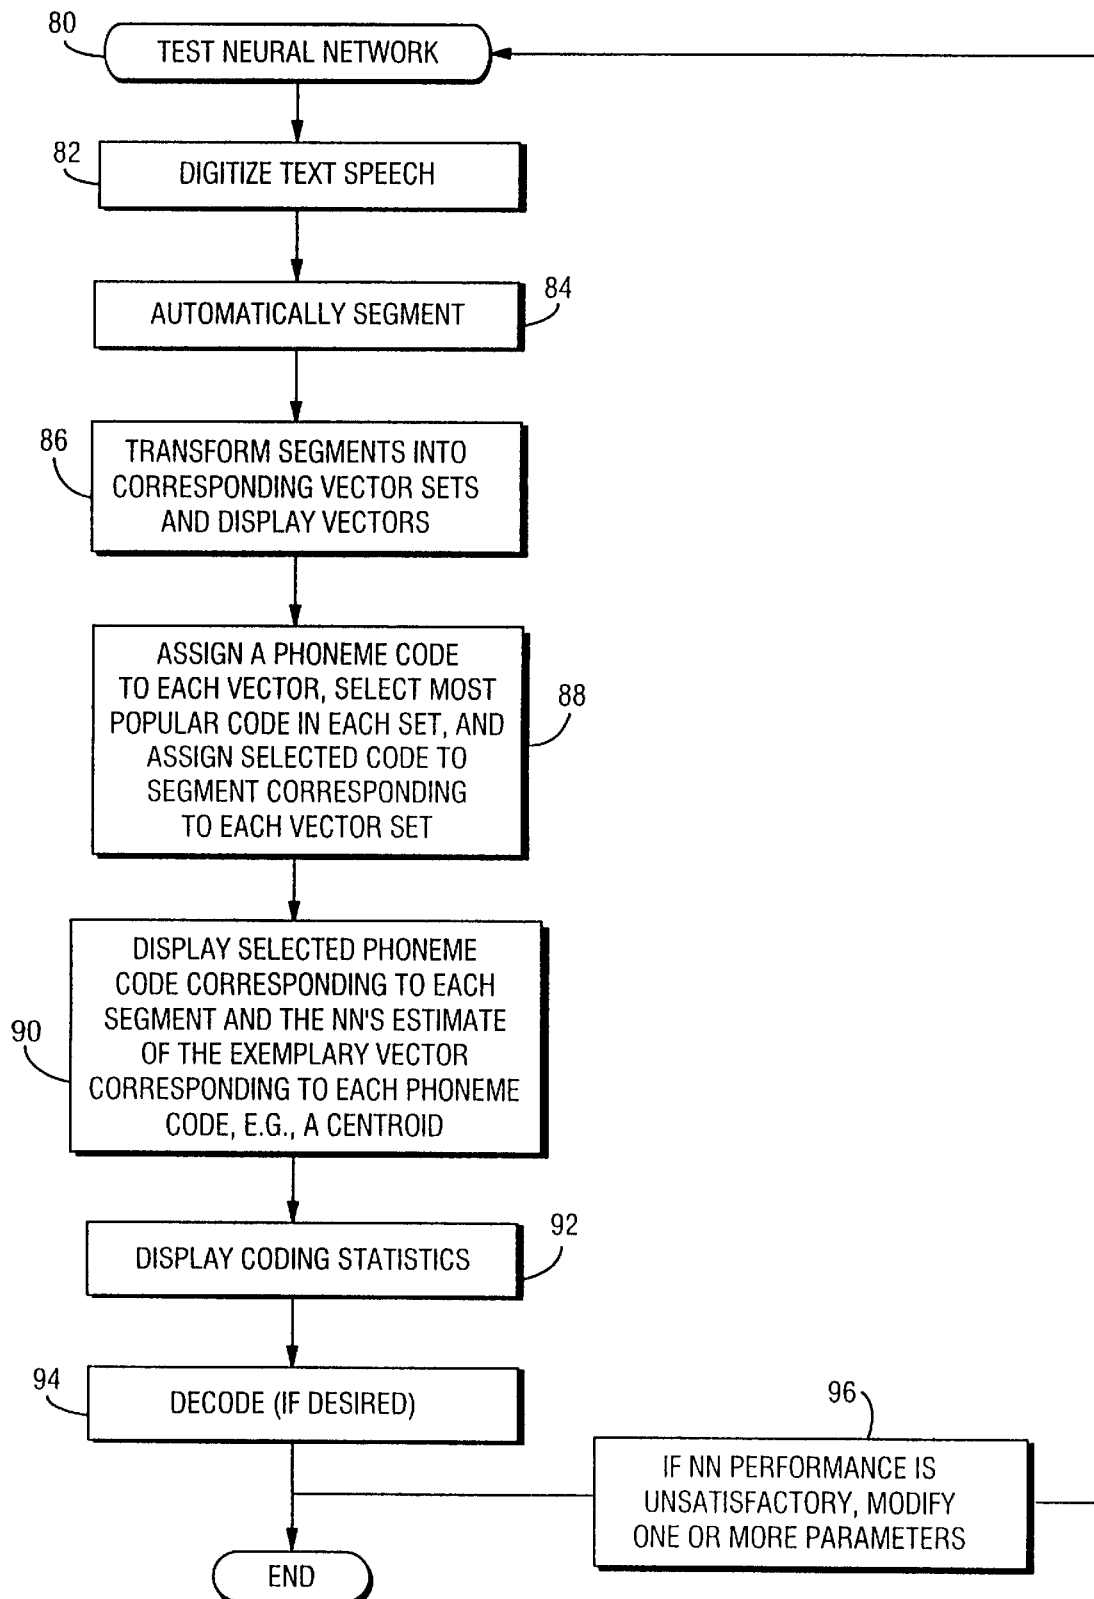 80
TEST NEURAL NETWORK
82
DIGITIZE TEXT SPEECH
84
AUTOMATICALLY SEGMENT
86
TRANSFORM SEGMENTS INTO
CORRESPONDING VECTOR SETS
AND DISPLAY VECTORS
88
ASSIGN A PHONEME CODE
TO EACH VECTOR, SELECT MOST
POPULAR CODE IN EACH SET, AND
ASSIGN SELECTED CODE TO
SEGMENT CORRESPONDING
TO EACH VECTOR SET
90
DISPLAY SELECTED PHONEME
CODE CORRESPONDING TO EACH
SEGMENT AND THE NN'S ESTIMATE
OF THE EXEMPLARY VECTOR
CORRESPONDING TO EACH PHONEME
CODE, E.G., A CENTROID
92
DISPLAY CODING STATISTICS
94
DECODE (IF DESIRED)
96
IF NN PERFORMANCE IS
UNSATISFACTORY, MODIFY
ONE OR MORE PARAMETERS
END